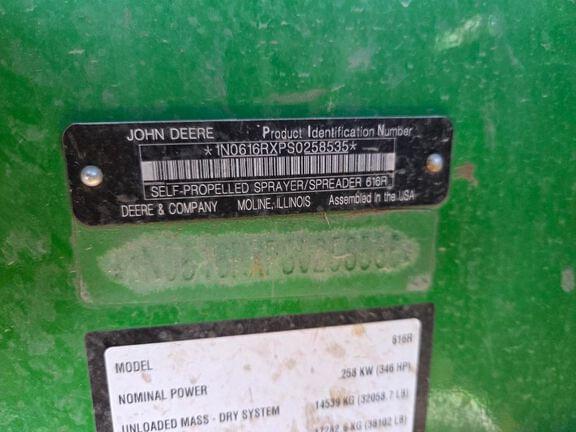 JOHN DEERE Product Identification Number
*1N0616RXPS0258535*
SELF-PROPELLED SPRAYER/SPREADER 616R
DEERE & COMPANY MOLINE, ILLINOIS Assembled in the USA
MODEL 616R
NOMINAL POWER 258 KW (346 HP)
UNLOADED MASS - DRY SYSTEM 14539 KG (32053.7 LB)